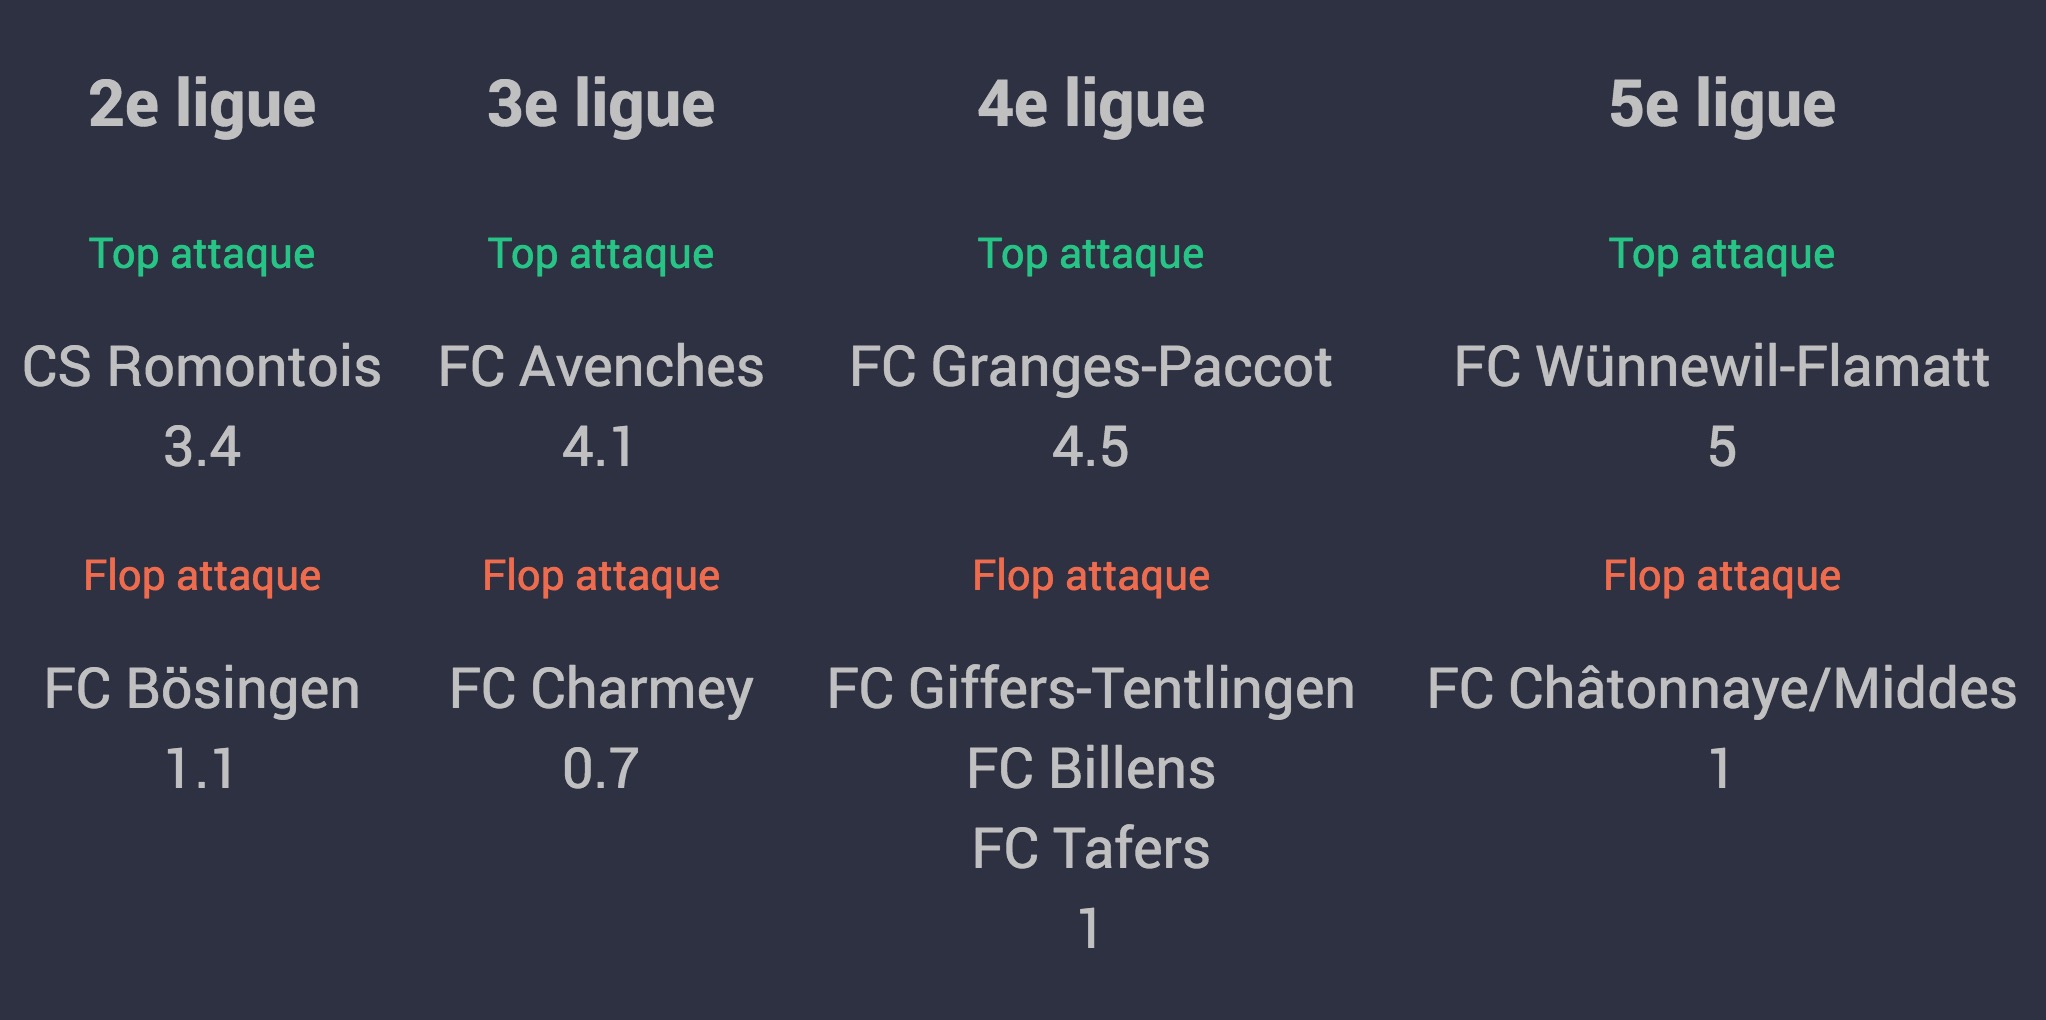 2e ligue
Top attaque
CS Romontois
3.4
Flop attaque
FC Bösingen
1.1
3e ligue
Top attaque
FC Avenches
4.1
Flop attaque
FC Charmey
0.7
4e ligue
Top attaque
FC Granges-Paccot
4.5
Flop attaque
FC Giffers-Tentlingen
FC Billens
FC Tafers
1
5e ligue
Top attaque
FC Wünnewil-Flamatt
5
Flop attaque
FC Châtonnaye/Middes
1